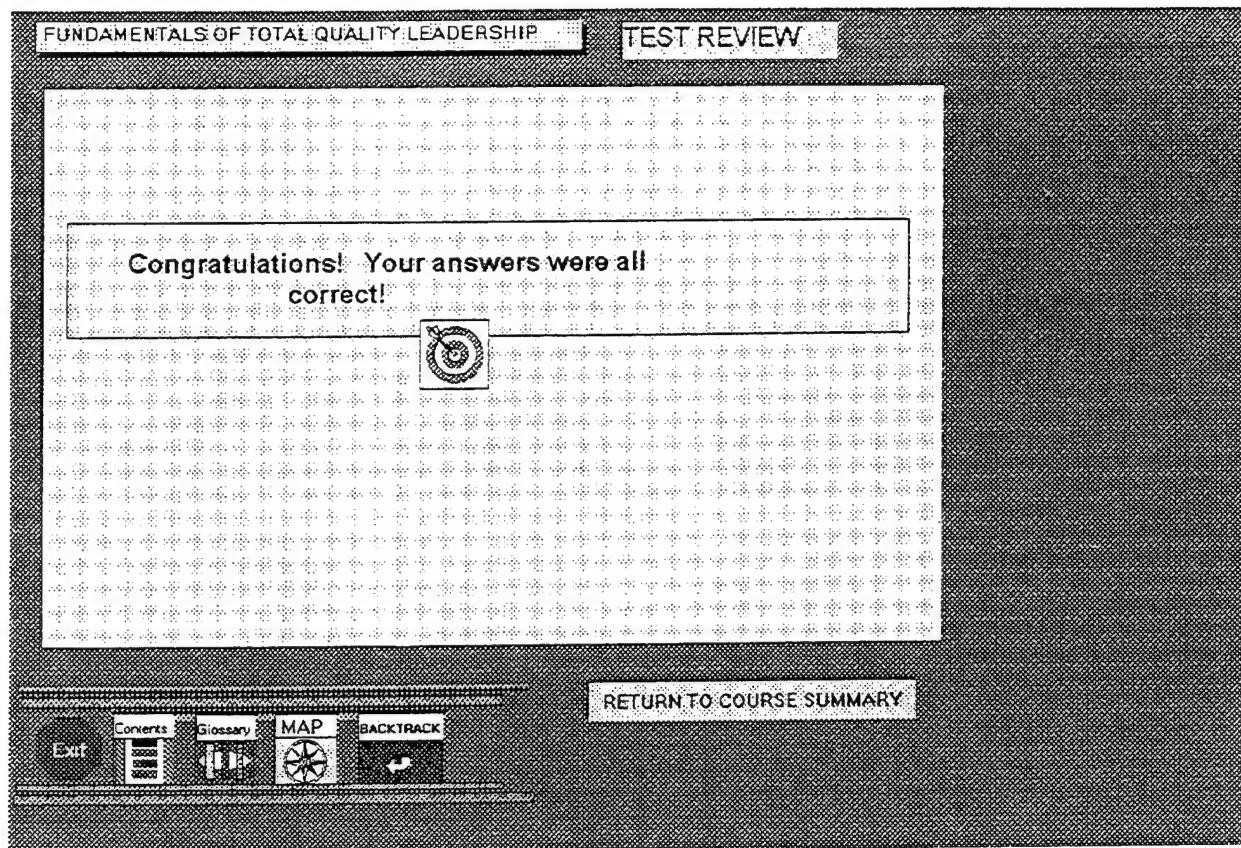 FUNDAMENTALS OF TOTAL QUALITY LEADERSHIP
TEST REVIEW
Congratulations! Your answers were all
correct!
RETURN TO COURSE SUMMARY
Exit
Contents
Glossary
MAP
BACKTRACK